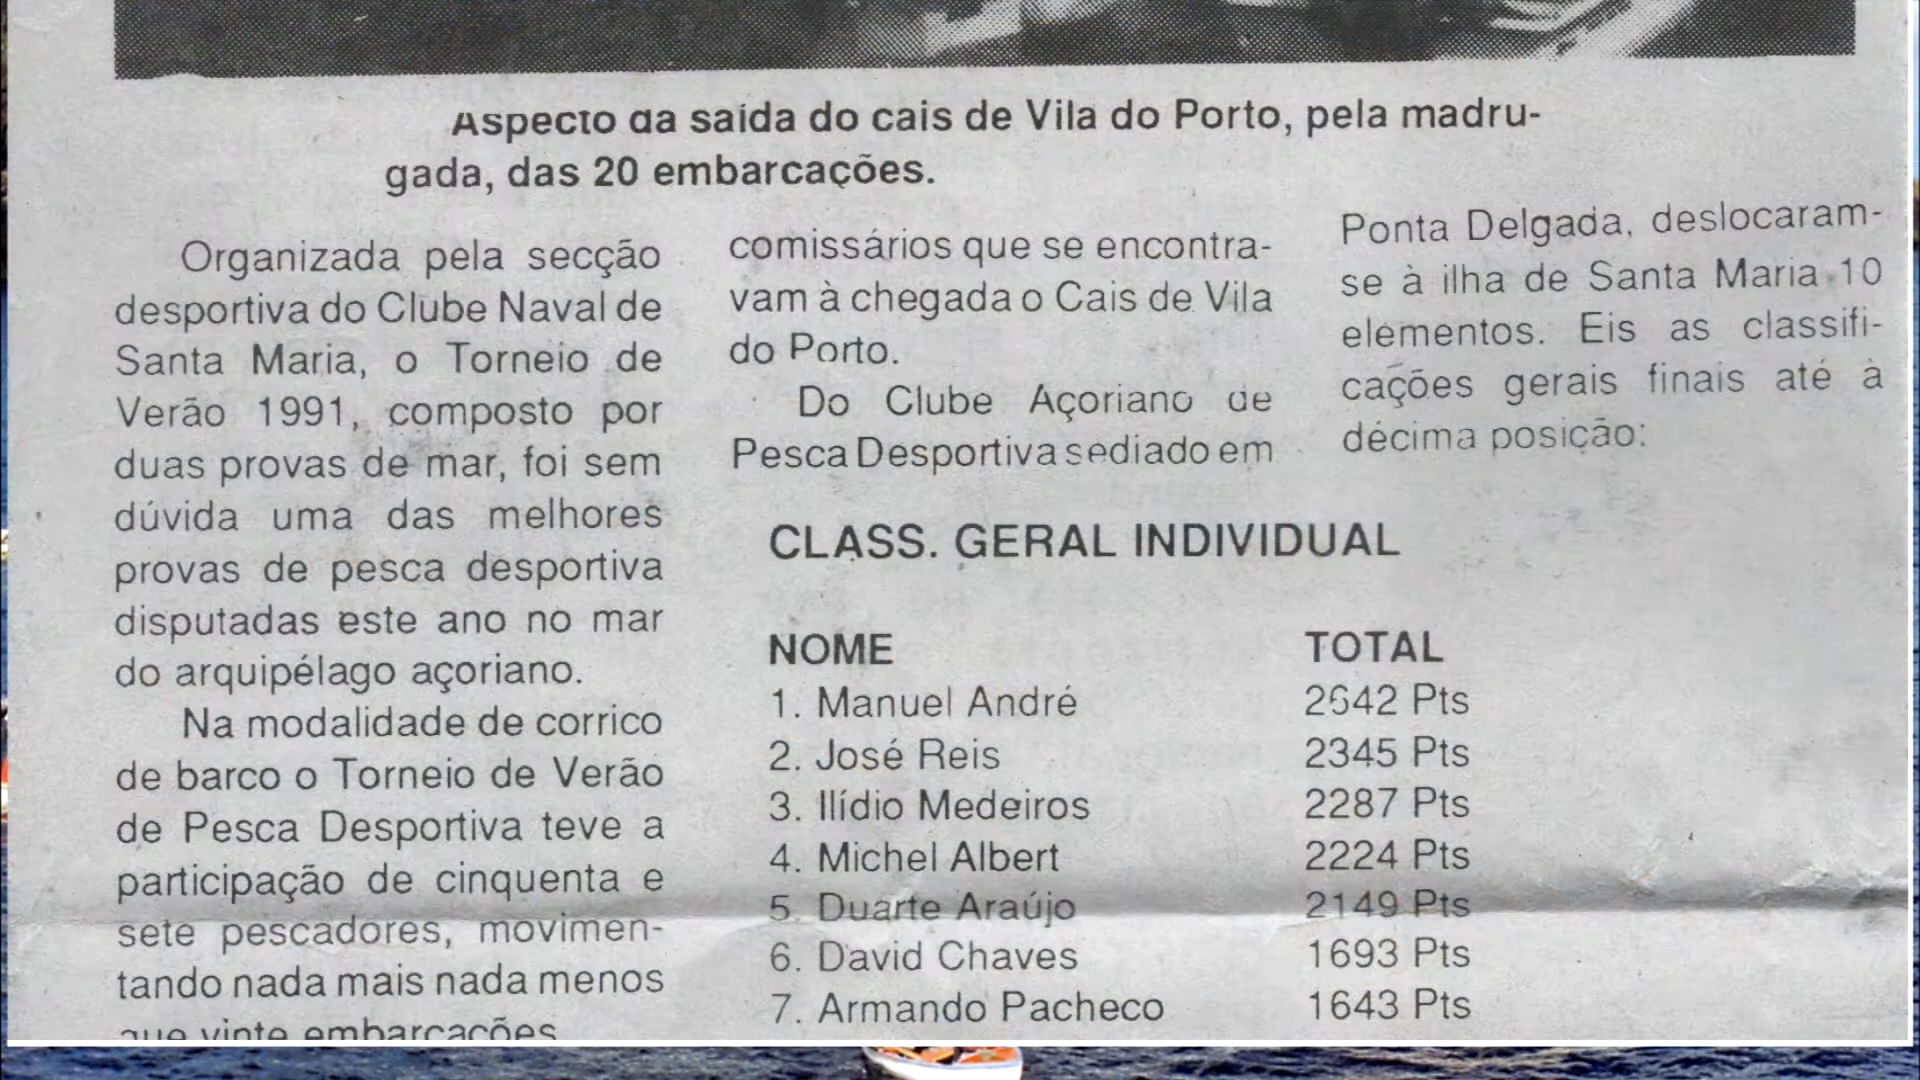 Aspecto da saída do cais de Vila do Porto, pela madru-
gada, das 20 embarcações.
Organizada pela secção
desportiva do Clube Naval de
Santa Maria, o Torneio de
Verão 1991, composto por
duas provas de mar, foi sem
dúvida uma das melhores
provas de pesca desportiva
disputadas este ano no mar
do arquipélago açoriano.
Na modalidade de corrico
de barco o Torneio de Verão
de Pesca Desportiva teve a
participação de cinquenta e
sete pescadores, movimen-
tando nada mais nada menos
que vinte embarcações
comissários que se encontra-
vam à chegada o Cais de Vila
do Porto.
Do Clube Açoriano de
Pesca Desportiva sediado em
Ponta Delgada, deslocaram-
se à ilha de Santa Maria 10
elementos. Eis as classifi-
cações gerais finais até à
décima posição:
CLASS. GERAL INDIVIDUAL
NOME TOTAL
1. Manuel André 2642 Pts
2. José Reis 2345 Pts
3. Ilídio Medeiros 2287 Pts
4. Michel Albert 2224 Pts
5. Duarte Araújo 2149 Pts
6. David Chaves 1693 Pts
7. Armando Pacheco 1643 Pts